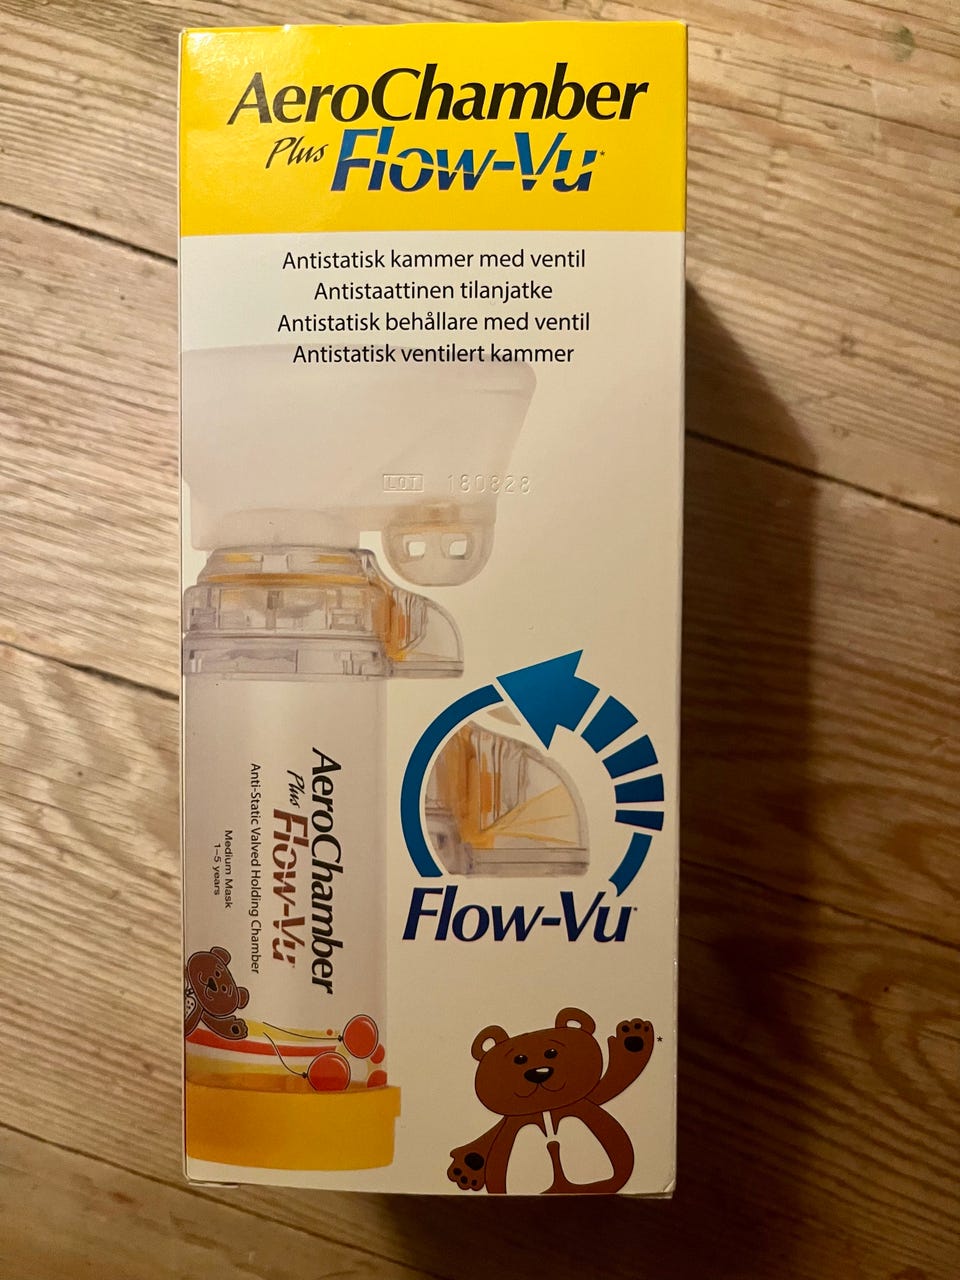 AeroChamber
Plus Flow-Vu*
Antistatisk kammer med ventil
Antistaattinen tilanjatke
Antistatisk behållare med ventil
Antistatisk ventilert kammer
LOT 180828
AeroChamber
Plus Flow-Vu*
Anti-Static Valved Holding Chamber
Medium Mask
1-5 years
Flow-Vu*
*